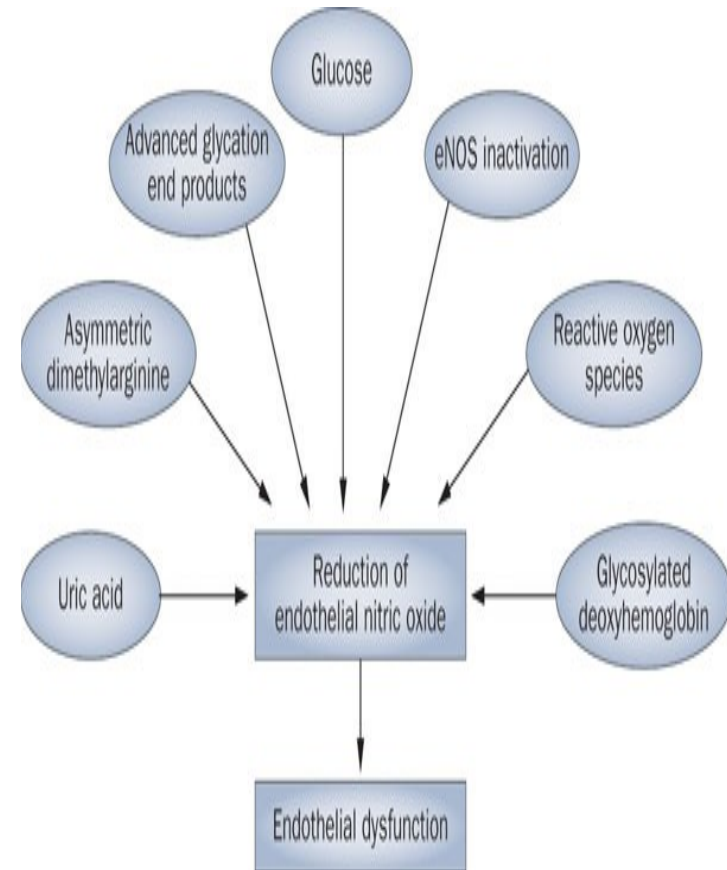 Glucose
Advanced glycation
end products
eNOS inactivation
Asymmetric
dimethylarginine
Reactive oxygen
species
Uric acid
Reduction of
endothelial nitric oxide
Glycosylated
deoxyhemoglobin
Endothelial dysfunction